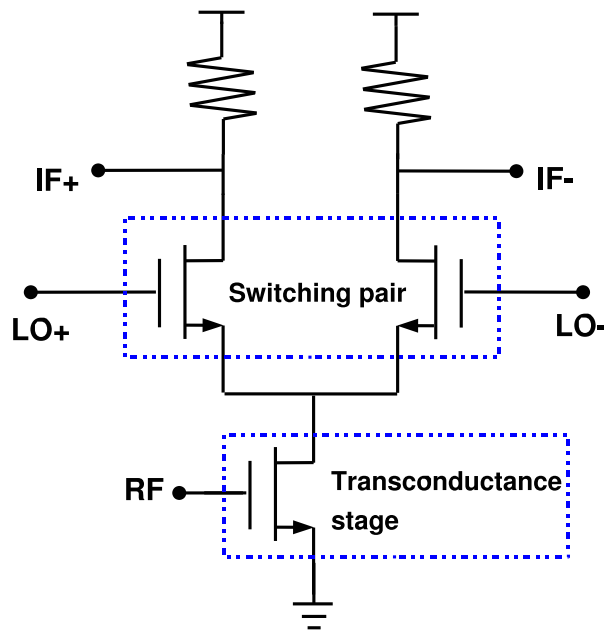 IF+
IF-
Switching pair
LO+
LO-
RF
Transconductance
stage